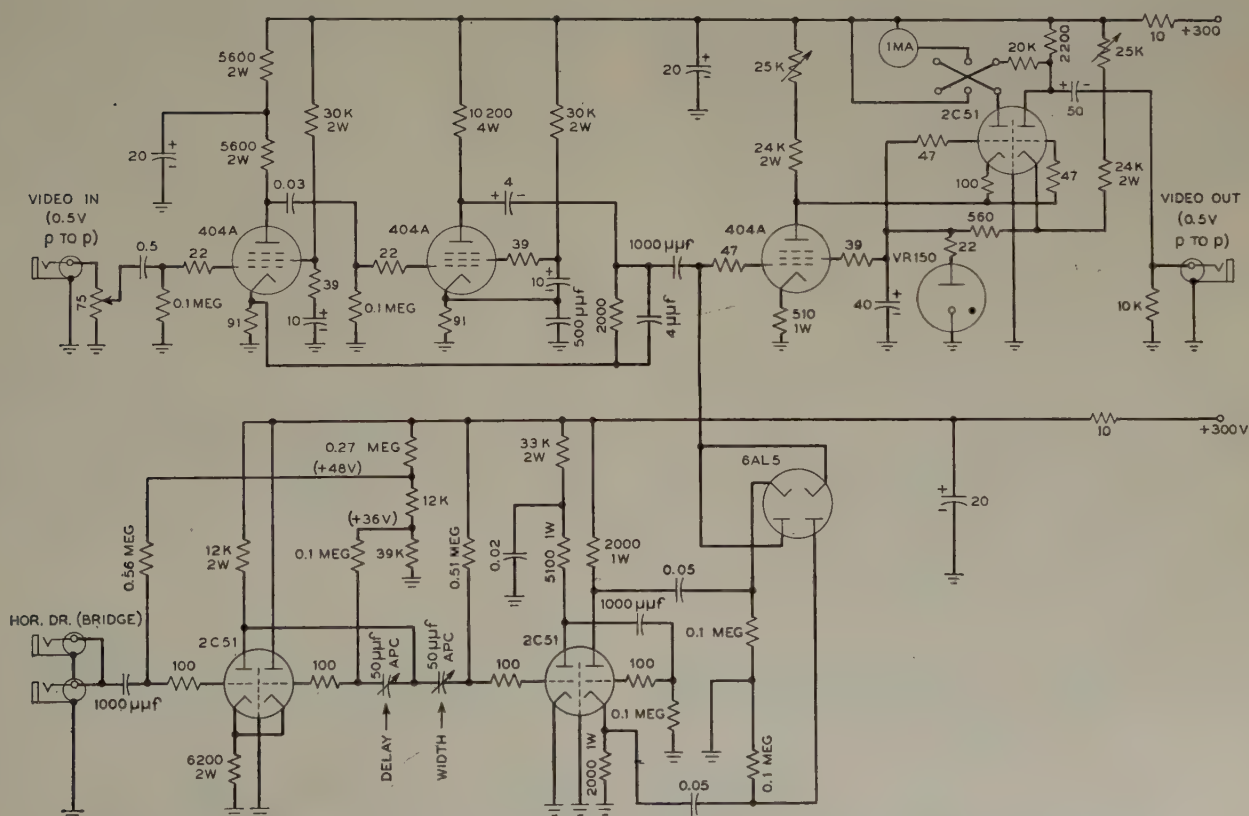 5600
2W
5600
2W
20
+
-
30K
2W
10 200
4W
30K
2W
20
+
-
25K
24K
2W
1MA
20K
2200
10
+300
25K
50
+ -
2C51
47
100
47
24K
2W
VIDEO IN
(0.5V
P TO P)
75
0.5
22
0.1 MEG
404A
0.03
91
39
10
+
-
22
0.1 MEG
404A
91
4
+ -
39
10
+
-
500 μμf
2000
4 μμf
1000 μμf
47
404A
510
1W
39
VR150
560
22
40
+
-
VIDEO OUT
(0.5V
P TO P)
10K
0.27 MEG
(+48V)
12K
(+36V)
39K
0.1 MEG
0.56 MEG
12K
2W
0.51 MEG
33K
2W
0.02
5100 1W
2000
1W
6AL5
10
+300V
20
+
-
HOR. DR. (BRIDGE)
1000 μμf
100
2C51
6200
2W
100
50 μμf
APC
DELAY
50 μμf
APC
WIDTH
100
2C51
100
1000 μμf
0.1 MEG
2000 1W
0.05
0.1 MEG
0.1 MEG
0.05